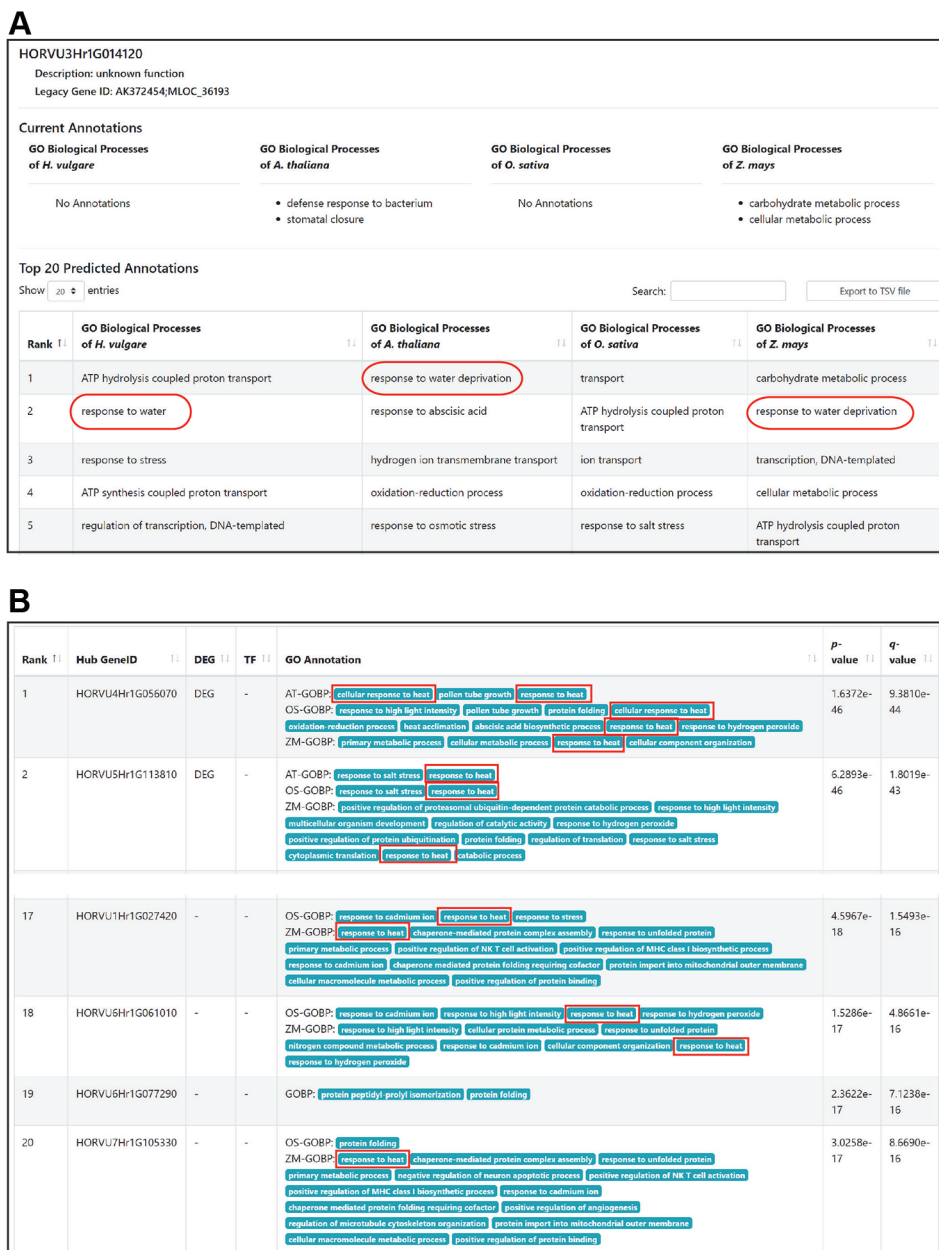 A
HORVU3Hr1G014120
Description: unknown function
Legacy Gene ID: AK372454;MLOC_36193
Current Annotations
GO Biological Processes of H. vulgare
GO Biological Processes of A. thaliana
GO Biological Processes of O. sativa
GO Biological Processes of Z. mays
No Annotations
• defense response to bacterium
• stomatal closure
No Annotations
• carbohydrate metabolic process
• cellular metabolic process
Top 20 Predicted Annotations
Show 20 entries
Search:
Export to TSV file
Rank
GO Biological Processes of H. vulgare
GO Biological Processes of A. thaliana
GO Biological Processes of O. sativa
GO Biological Processes of Z. mays
1 ATP hydrolysis coupled proton transport response to water deprivation transport carbohydrate metabolic process
2 response to water response to abscisic acid ATP hydrolysis coupled proton transport response to water deprivation
3 response to stress hydrogen ion transmembrane transport ion transport transcription, DNA-templated
4 ATP synthesis coupled proton transport oxidation-reduction process oxidation-reduction process cellular metabolic process
5 regulation of transcription, DNA-templated response to osmotic stress response to salt stress ATP hydrolysis coupled proton transport
B
Rank Hub GeneID DEG TF GO Annotation p-value q-value
1 HORVU4Hr1G056070 DEG - AT-GOBP: cellular response to heat pollen tube growth response to heat 1.6372e-46 9.3810e-44
OS-GOBP: response to high light intensity pollen tube growth protein folding cellular response to heat
oxidation-reduction process heat acclimation abscisic acid biosynthetic process response to heat response to hydrogen peroxide
ZM-GOBP: primary metabolic process cellular metabolic process response to heat cellular component organization
2 HORVU5Hr1G113810 DEG - AT-GOBP: response to salt stress response to heat 6.2893e-46 1.8019e-43
OS-GOBP: response to salt stress response to heat
ZM-GOBP: positive regulation of proteasomal ubiquitin-dependent protein catabolic process response to high light intensity
multicellular organism development regulation of catalytic activity response to hydrogen peroxide
positive regulation of protein ubiquitination protein folding regulation of translation response to salt stress
cytoplasmic translation response to heat catabolic process
17 HORVU1Hr1G027420 - - OS-GOBP: response to cadmium ion response to heat response to stress 4.5967e-18 1.5493e-16
ZM-GOBP: response to heat chaperone-mediated protein complex assembly response to unfolded protein
primary metabolic process positive regulation of NK T cell activation positive regulation of MHC class I biosynthetic process
response to cadmium ion chaperone mediated protein folding requiring cofactor protein import into mitochondrial outer membrane
cellular macromolecule metabolic process positive regulation of protein binding
18 HORVU6Hr1G061010 - - OS-GOBP: response to cadmium ion response to high light intensity response to heat response to hydrogen peroxide 1.5286e-17 4.8661e-16
ZM-GOBP: response to high light intensity cellular protein metabolic process response to unfolded protein
nitrogen compound metabolic process response to cadmium ion cellular component organization response to heat
response to hydrogen peroxide
19 HORVU6Hr1G077290 - - GOBP: protein peptidyl-prolyl isomerization protein folding 2.3622e-17 7.1238e-16
20 HORVU7Hr1G105330 - - OS-GOBP: protein folding 3.0258e-17 8.6690e-16
ZM-GOBP: response to heat chaperone-mediated protein complex assembly response to unfolded protein
primary metabolic process negative regulation of neuron apoptotic process positive regulation of NK T cell activation
positive regulation of MHC class I biosynthetic process response to cadmium ion
chaperone mediated protein folding requiring cofactor positive regulation of angiogenesis
regulation of microtubule cytoskeleton organization protein import into mitochondrial outer membrane
cellular macromolecule metabolic process positive regulation of protein binding